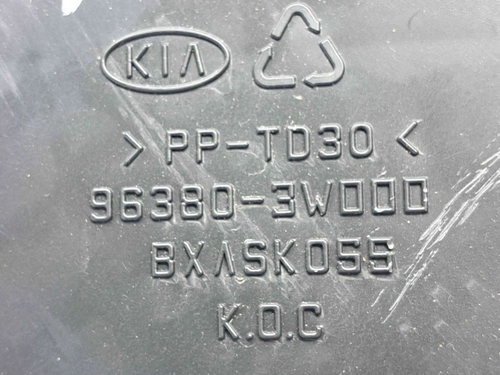 KIA
> PP-TD30 <
96380-3W000
BXASK055
K.O.C